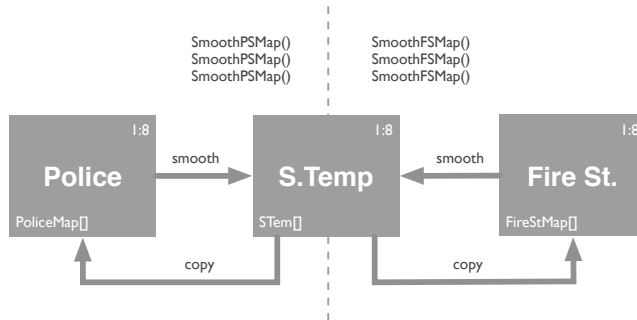 SmoothPSMap()
SmoothPSMap()
SmoothPSMap()
SmoothFSMap()
SmoothFSMap()
SmoothFSMap()
1:8
Police
PoliceMap[]
smooth
1:8
S.Temp
STem[]
smooth
1:8
Fire St.
FireStMap[]
copy
copy